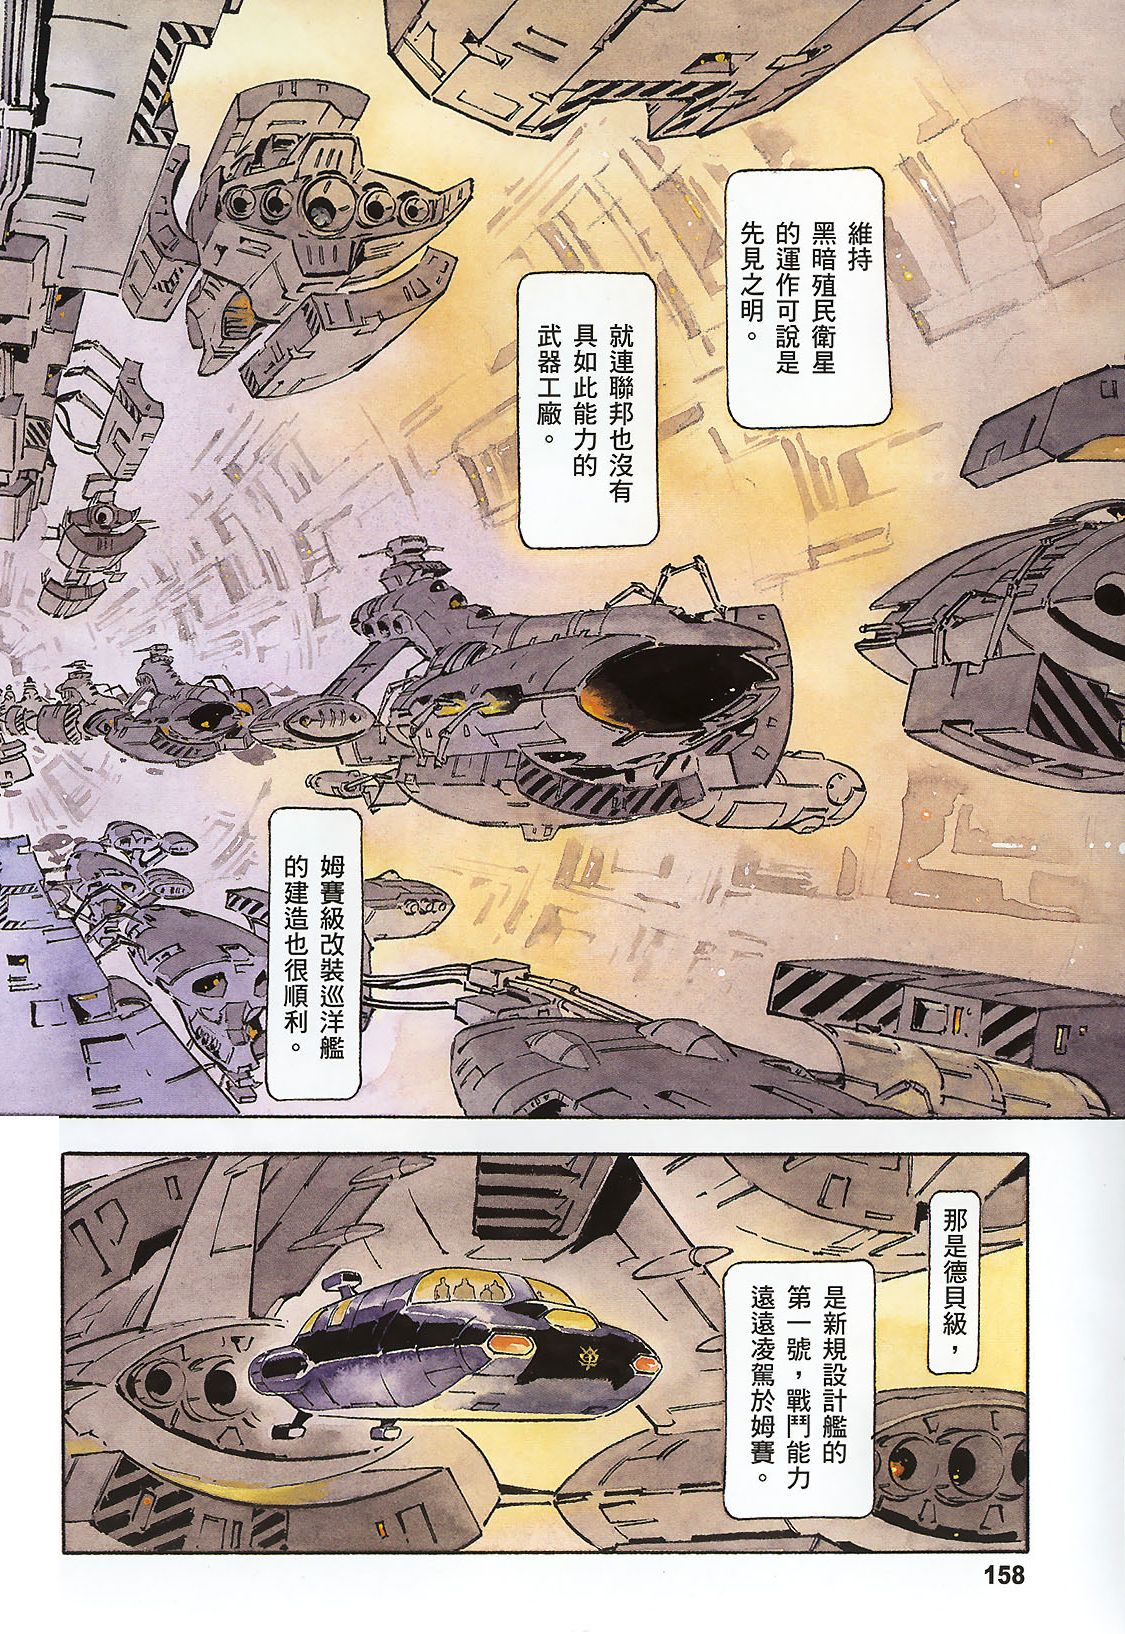 維持
黑暗殖民衛星
的運作可說是
先見之明。
就連聯邦也沒有
具如此能力的
武器工廠。
姆賽級改裝巡洋艦
的建造也很順利。
那是德貝級，
是新規設計艦的
第一號，戰鬥能力
遠遠凌駕於姆賽。
158